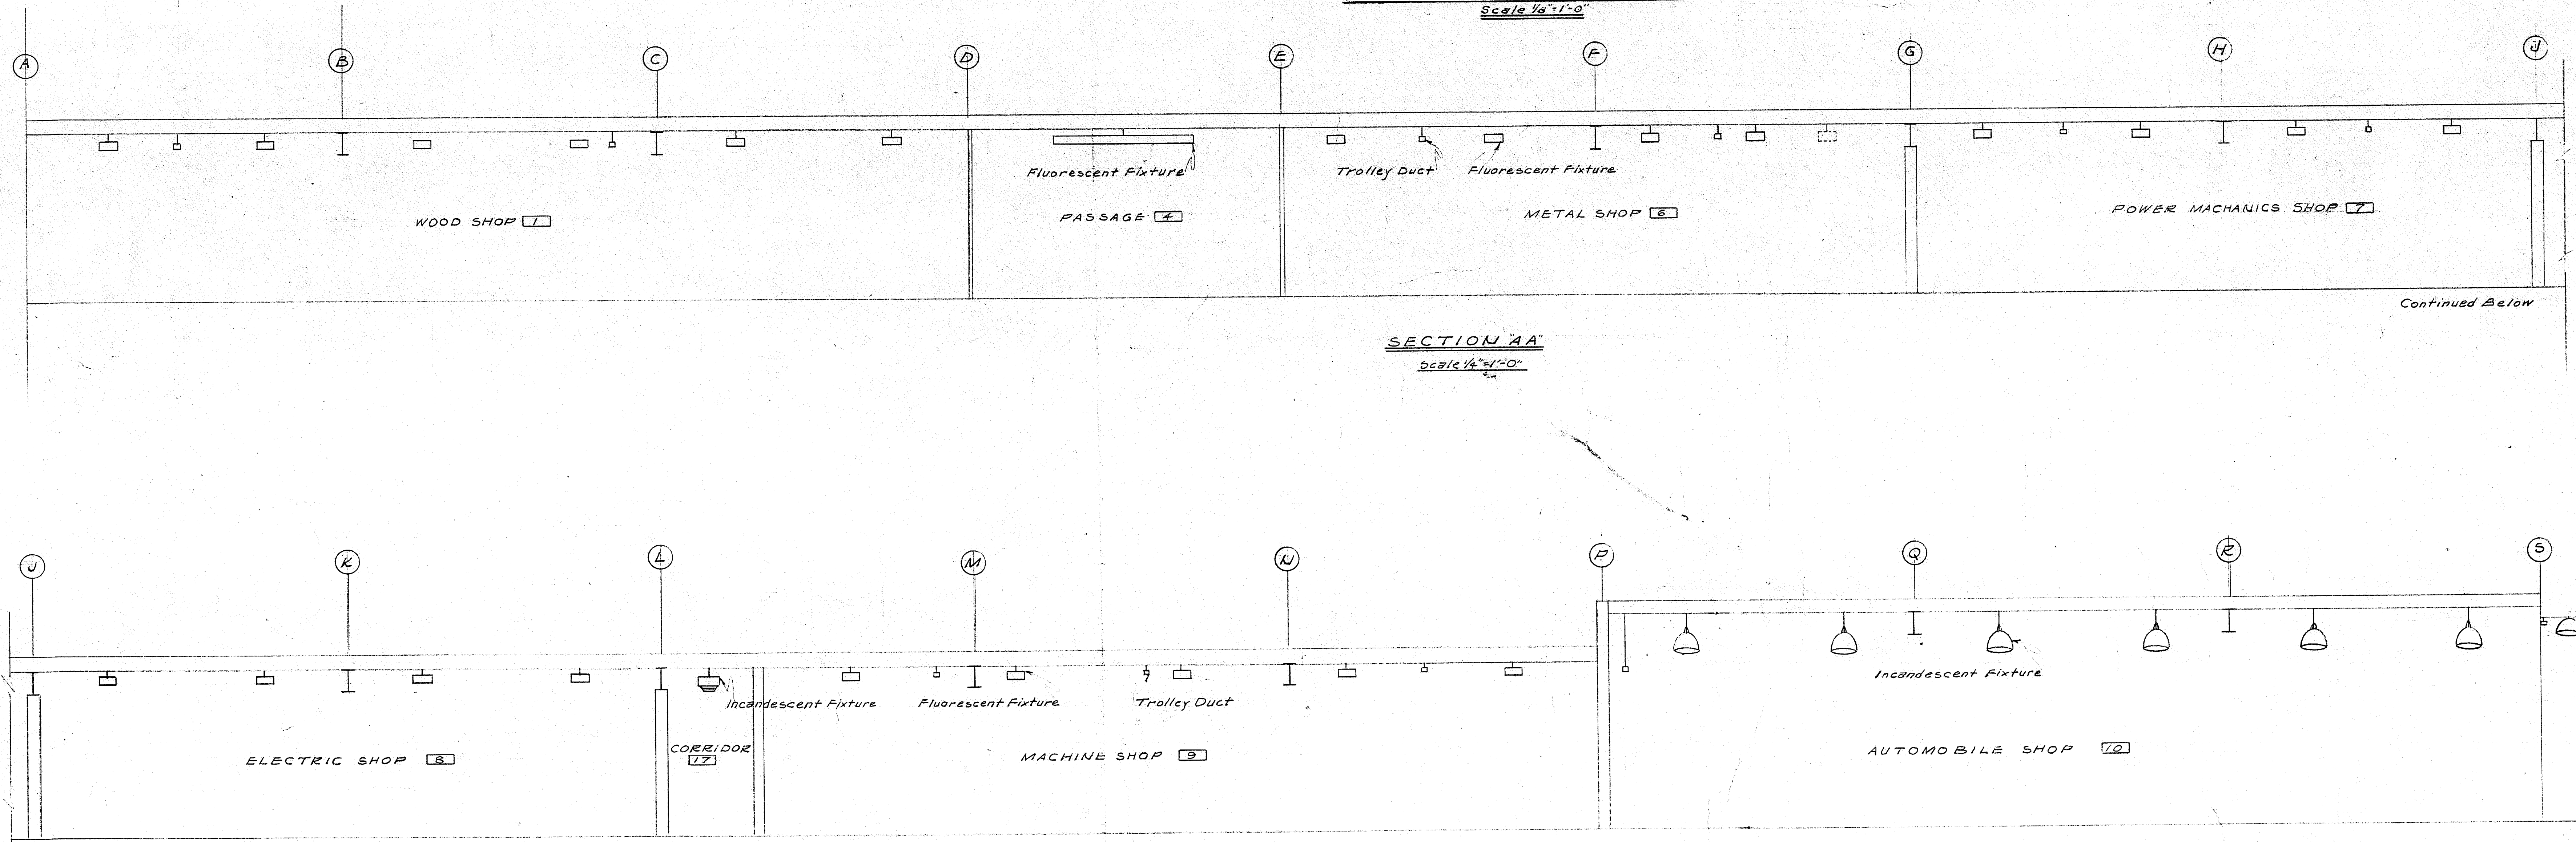 Scale 1/8"=1'-0"
A B C D E F G H J
Fluorescent Fixture
Trolley Duct Fluorescent Fixture
WOOD SHOP 1
PASSAGE 4
METAL SHOP 6
POWER MACHANICS SHOP 7
Continued Below
SECTION "AA"
Scale 1/4"=1'-0"
J K L M N P Q R S
Incandescent Fixture
Fluorescent Fixture
Trolley Duct
Incandescent Fixture
ELECTRIC SHOP 8
CORRIDOR
17
MACHINE SHOP 9
AUTOMOBILE SHOP 10